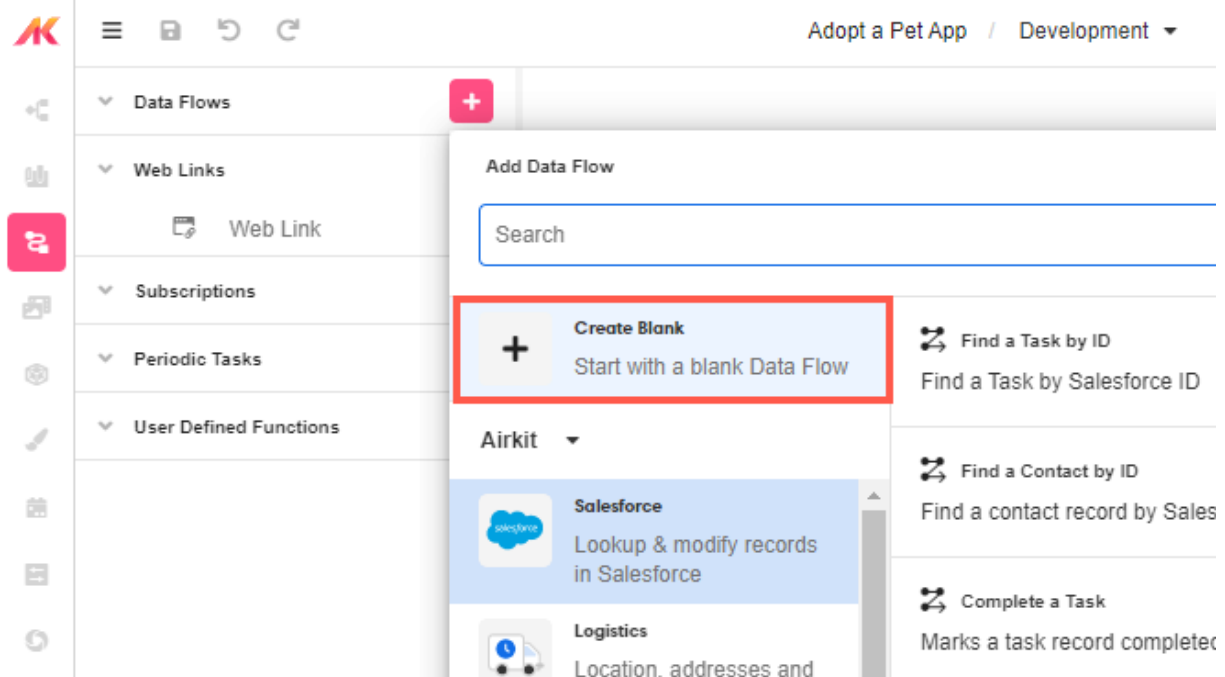 Adopt a Pet App / Development
Data Flows
Web Links
Web Link
Subscriptions
Periodic Tasks
User Defined Functions
Add Data Flow
Search
Create Blank
Start with a blank Data Flow
Airkit
salesforce
Salesforce
Lookup & modify records
in Salesforce
Logistics
Location, addresses and
Find a Task by ID
Find a Task by Salesforce ID
Find a Contact by ID
Find a contact record by Sales
Complete a Task
Marks a task record completed